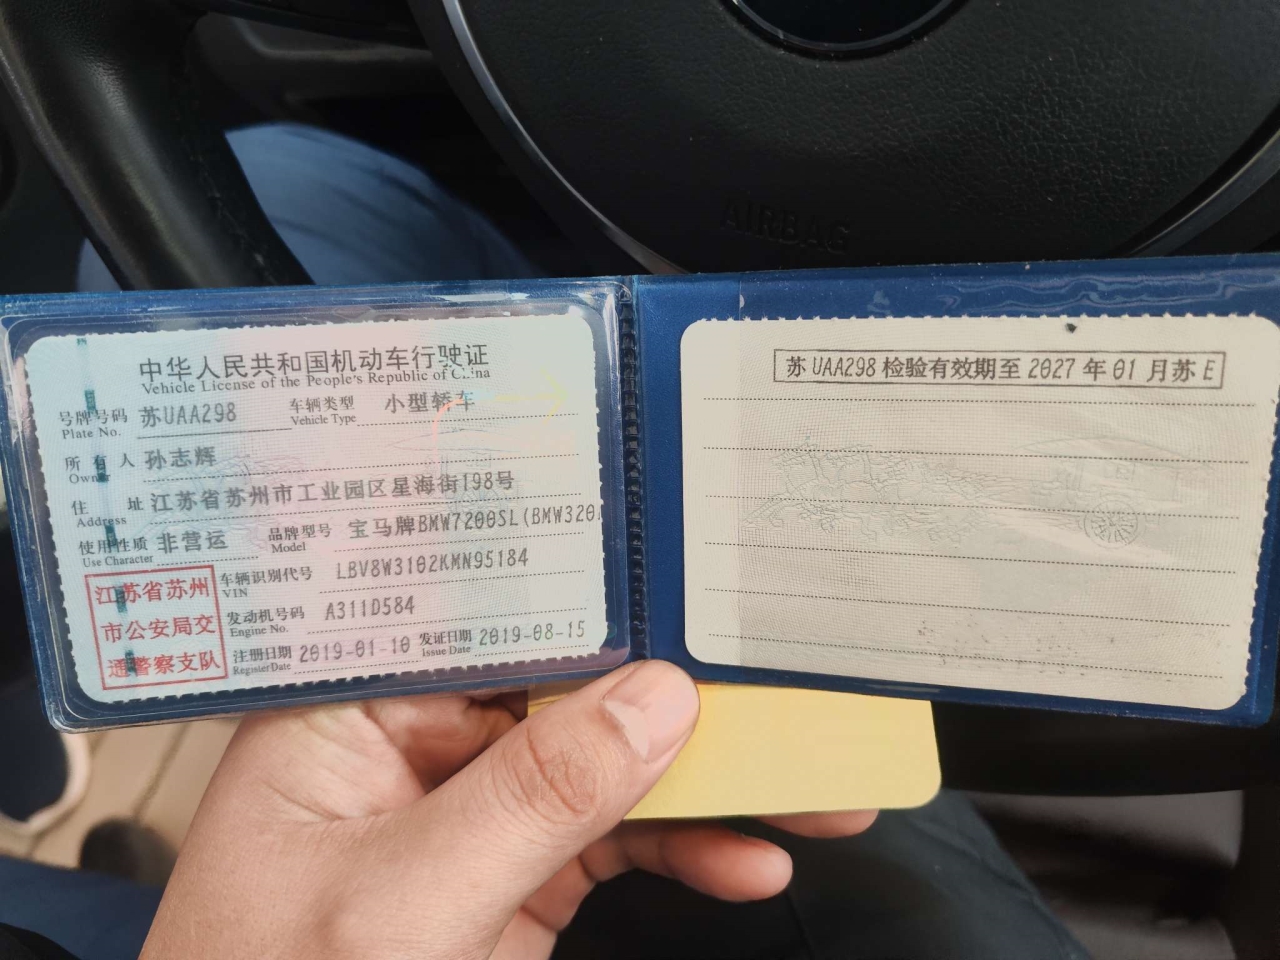 AIRBAG
中华人民共和国机动车行驶证
Vehicle License of the People's Republic of China
号牌号码 苏UAA298 车辆类型 小型轿车
Plate No. Vehicle Type
所有人 孙志辉
Owner
住址 江苏省苏州市工业园区星海街198号
Address
使用性质 非营运 品牌型号 宝马牌BMW7200SL(BMW320
Use Character Model
江苏省苏州
市公安局交
通警察支队
车辆识别代号 LBV8W3102KMN95184
VIN
发动机号码 A311D584
Engine No.
注册日期 2019-01-10 发证日期 2019-08-15
Register Date Issue Date
苏UAA298检验有效期至2027年01月苏E